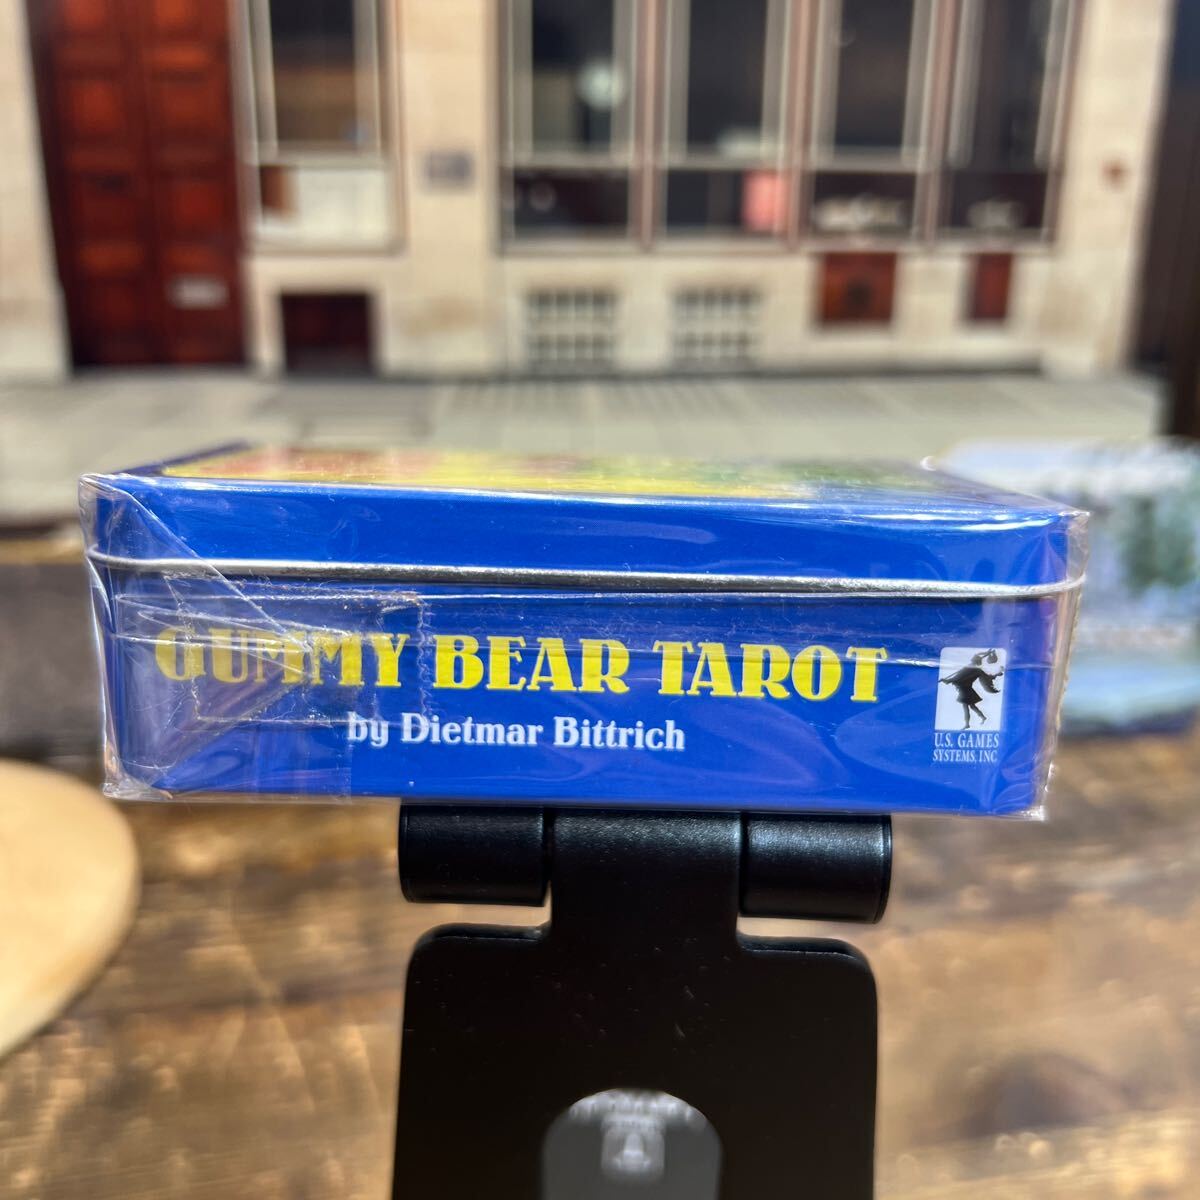 GUMMY BEAR TAROT
by Dietmar Bittrich
U.S. GAMES
SYSTEMS, INC